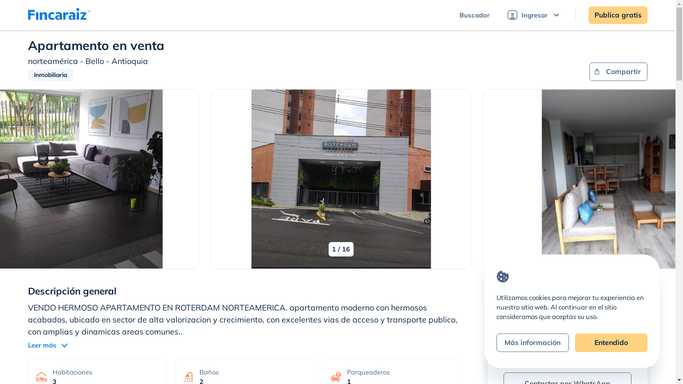 Fincaraiz
Buscador
Ingresar
Publica gratis
Apartamento en venta
norteamérica - Bello - Antioquia
Inmobiliaria
Compartir
1 / 16
Descripción general
VENDO HERMOSO APARTAMENTO EN ROTERDAM NORTEAMERICA. apartamento moderno con hermosos
acabados, ubicado en sector de alta valorizacion y crecimiento, con excelentes vias de acceso y transporte publico,
con amplias y dinamicas areas comunes..
Leer más
Habitaciones
3
Baños
2
Parqueaderos
1
Utilizamos cookies para mejorar tu experiencia en
nuestro sitio web. Al continuar en el sitio
consideramos que aceptas su uso.
Más información
Entendido
Contactar por WhatsApp